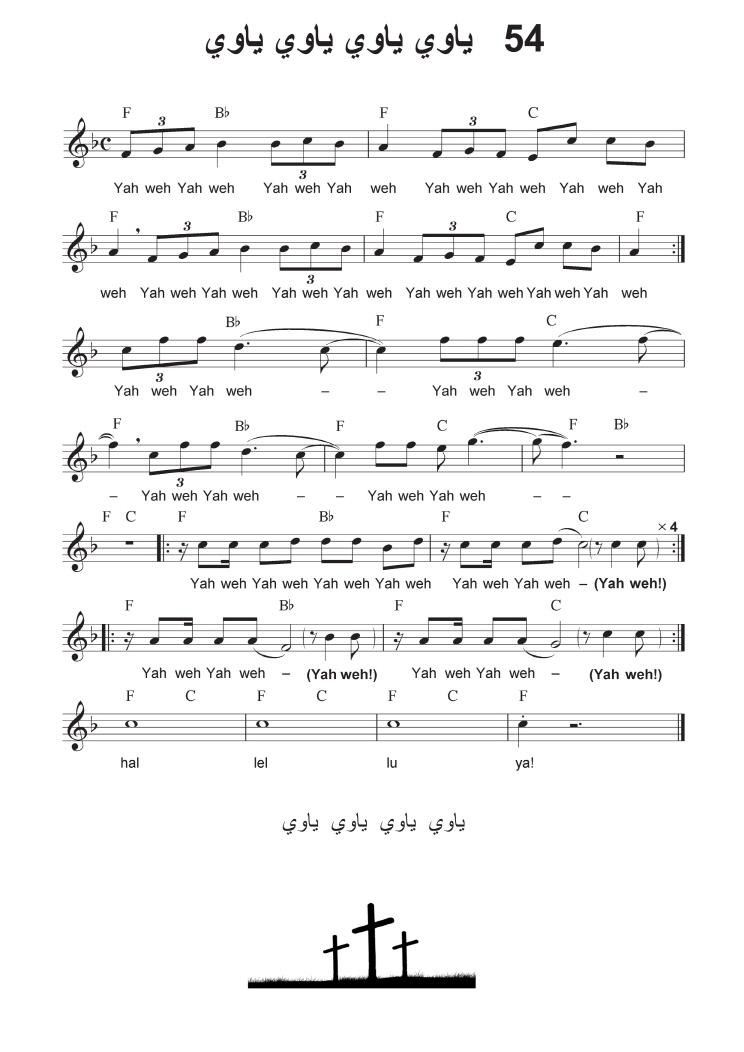 ياوي ياوي ياوي ياوي 54
F B♭ F C
3 3 3
Yah weh Yah weh Yah weh Yah weh Yah weh Yah weh Yah weh Yah
F B♭ F C F
3 3 3
weh Yah weh Yah weh Yah weh Yah weh Yah weh Yah weh Yah weh Yah weh
B♭ F C
3 3
Yah weh Yah weh – – Yah weh Yah weh –
F B♭ F C F B♭
3
– Yah weh Yah weh – – Yah weh Yah weh – –
F C F B♭ F C ×4
Yah weh Yah weh Yah weh Yah weh Yah weh Yah weh – (Yah weh!)
F B♭ F C
Yah weh Yah weh – (Yah weh!) Yah weh Yah weh – (Yah weh!)
F C F C F C F
hal lel lu ya!
ياوي ياوي ياوي ياوي